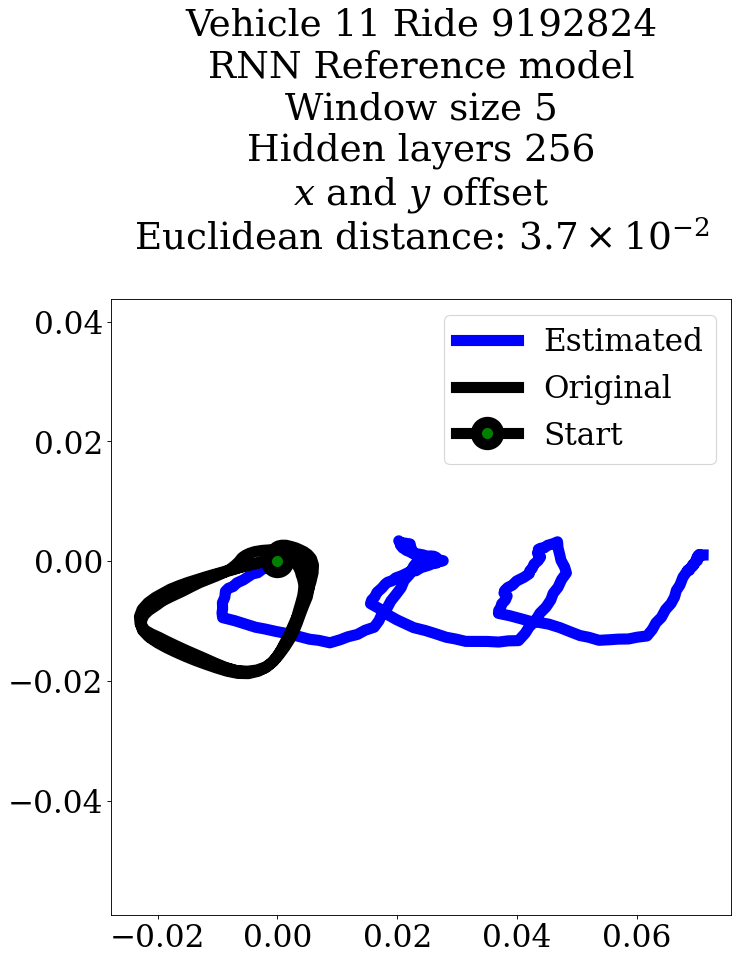 Vehicle 11 Ride 9192824
RNN Reference model
Window size 5
Hidden layers 256
x and y offset
Euclidean distance: 3.7 × 10⁻²
Estimated
Original
Start
0.04
0.02
0.00
−0.02
−0.04
−0.02 0.00 0.02 0.04 0.06